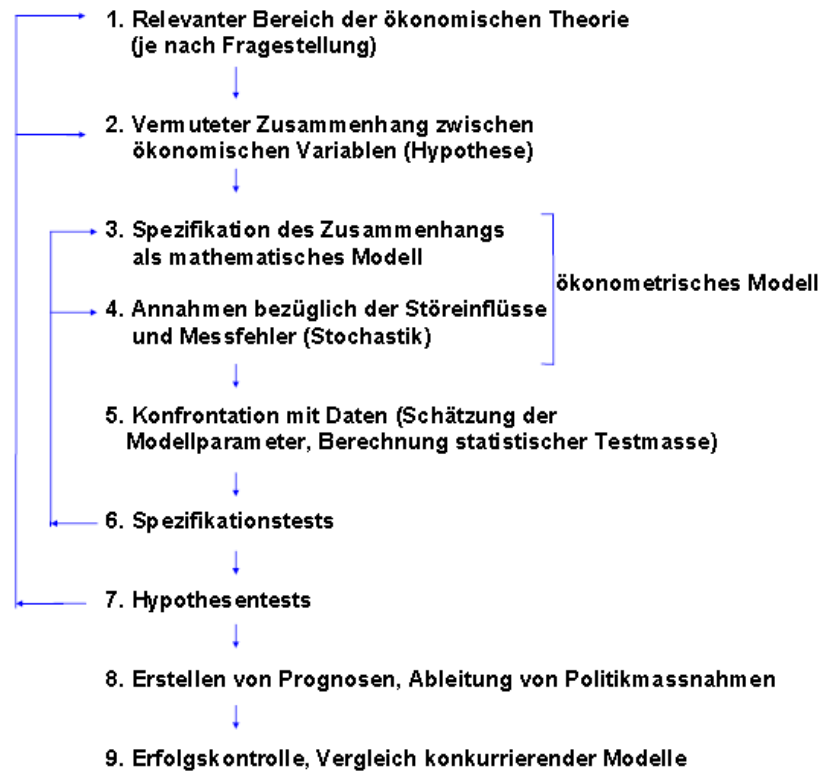 1. Relevanter Bereich der ökonomischen Theorie
(je nach Fragestellung)
2. Vermuteter Zusammenhang zwischen
ökonomischen Variablen (Hypothese)
3. Spezifikation des Zusammenhangs
als mathematisches Modell
ökonometrisches Modell
4. Annahmen bezüglich der Störeinflüsse
und Messfehler (Stochastik)
5. Konfrontation mit Daten (Schätzung der
Modellparameter, Berechnung statistischer Testmasse)
6. Spezifikationstests
7. Hypothesentests
8. Erstellen von Prognosen, Ableitung von Politikmassnahmen
9. Erfolgskontrolle, Vergleich konkurrierender Modelle